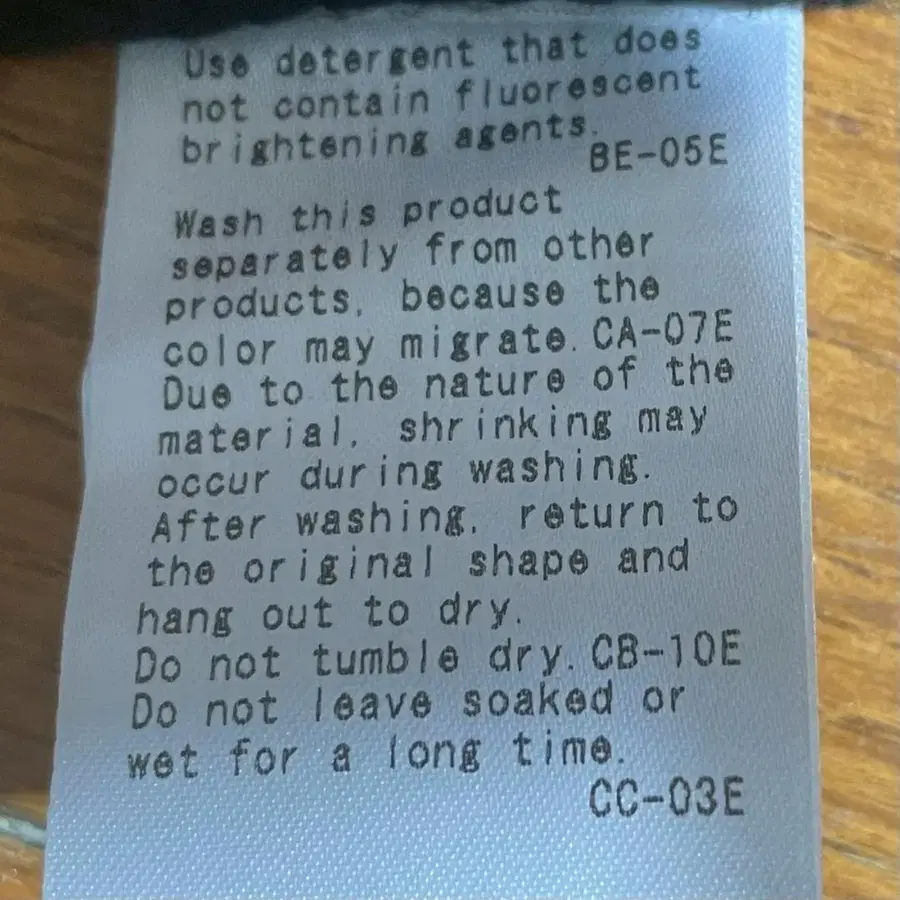 Use detergent that does
not contain fluorescent
brightening agents.
BE-05E
Wash this product
separately from other
products, because the
color may migrate. CA-07E
Due to the nature of the
material, shrinking may
occur during washing.
After washing, return to
the original shape and
hang out to dry.
Do not tumble dry. CB-10E
Do not leave soaked or
wet for a long time.
CC-03E